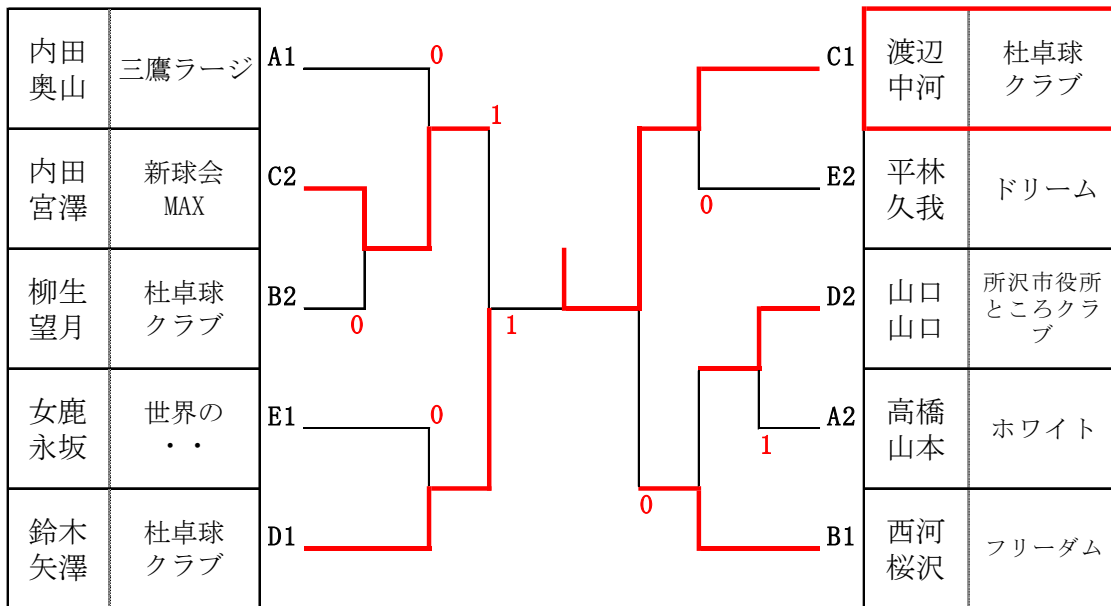 内田
奥山
三鷹ラージ
A1
0
内田
宮澤
新球会
MAX
C2
1
柳生
望月
杜卓球
クラブ
B2
0
1
女鹿
永坂
世界の
・・
E1
0
鈴木
矢澤
杜卓球
クラブ
D1
C1
渡辺
中河
杜卓球
クラブ
E2
0
平林
久我
ドリーム
D2
山口
山口
所沢市役所
ところクラ
ブ
A2
1
高橋
山本
ホワイト
0
B1
西河
桜沢
フリーダム